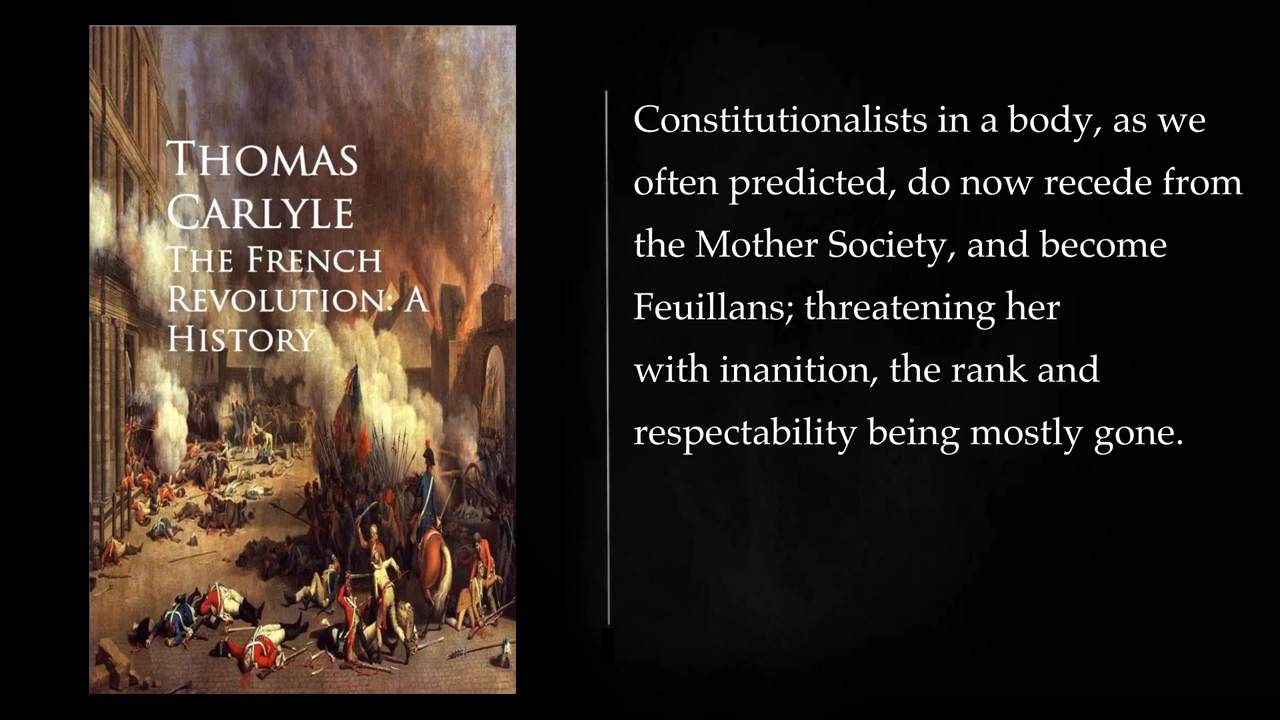 THOMAS
CARLYLE
THE FRENCH
REVOLUTION: A
HISTORY
Constitutionalists in a body, as we
often predicted, do now recede from
the Mother Society, and become
Feuillans; threatening her
with inanition, the rank and
respectability being mostly gone.